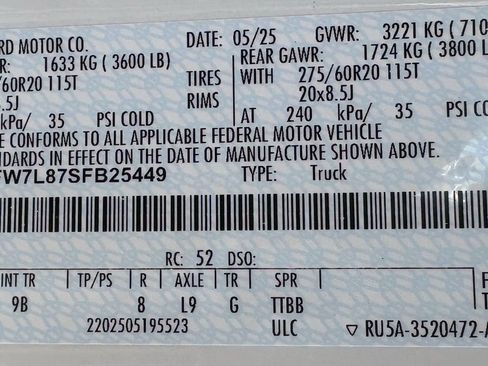 RD MOTOR CO. DATE: 05/25 GVWR: 3221 KG (710
R: 1633 KG ( 3600 LB) REAR GAWR: 1724 KG ( 3800 L
/60R20 115T TIRES WITH 275/60R20 115T
8.5J RIMS 20x8.5J
kPa/ 35 PSI COLD AT 240 kPa/ 35 PSI COL
E CONFORMS TO ALL APPLICABLE FEDERAL MOTOR VEHICLE
ANDARDS IN EFFECT ON THE DATE OF MANUFACTURE SHOWN ABOVE.
FW7L87SFB25449 TYPE: Truck
RC: 52 DSO:
INT TR TP/PS R AXLE TR SPR
9B 8 L9 G TTBB
2202505195523 ULC ▽ RU5A-3520472-A